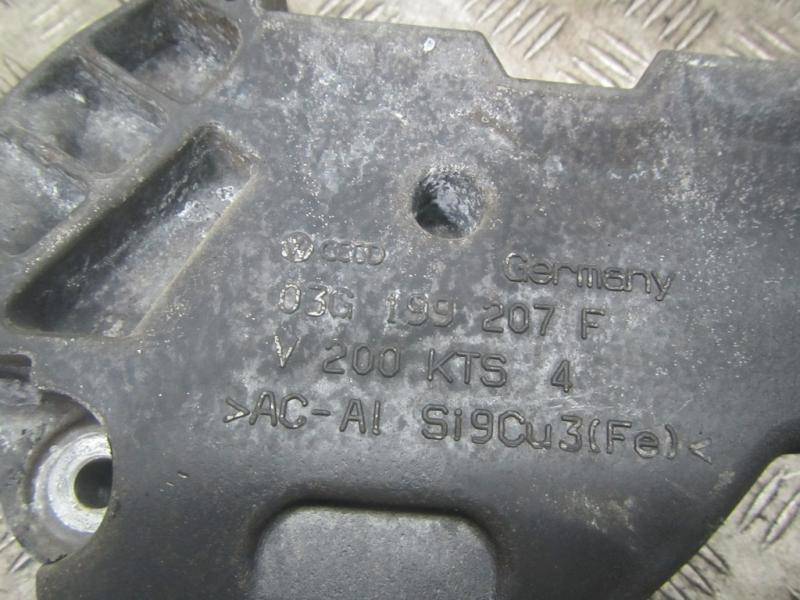 Germany
03G 199 207 F
V 200 KTS 4
>AC-Al Si9Cu3(Fe)<